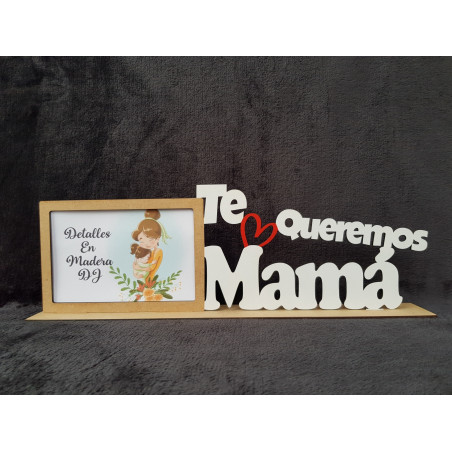 Detalles
En
Madera
DJ
Te
Queremos
Mamá